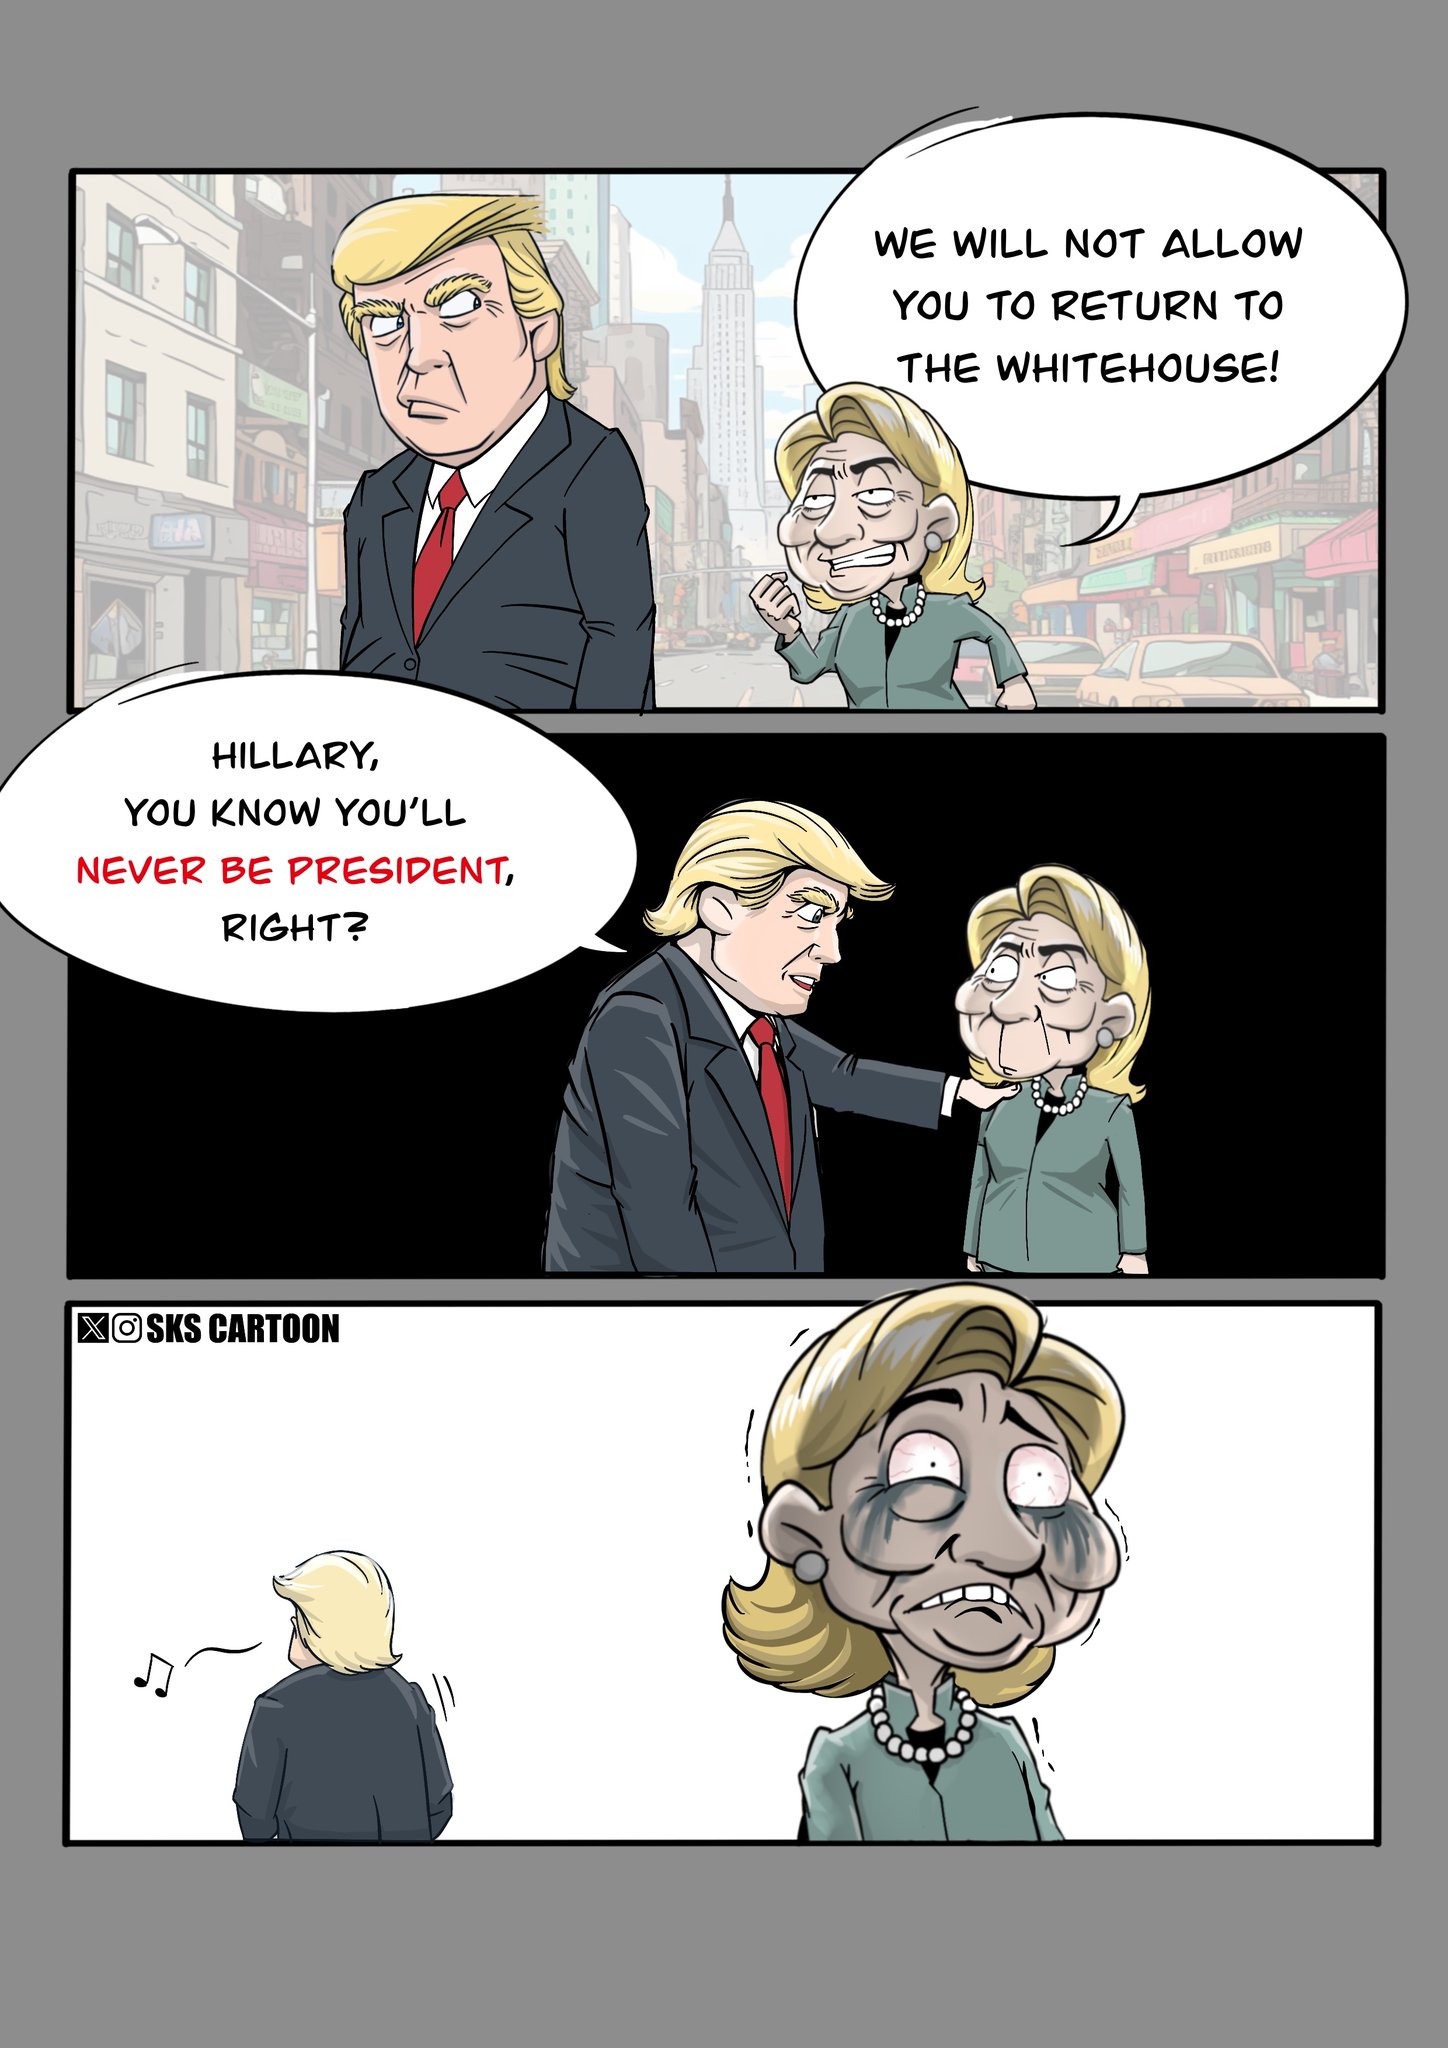 WE WILL NOT ALLOW
YOU TO RETURN TO
THE WHITEHOUSE!
HILLARY,
YOU KNOW YOU'LL
NEVER BE PRESIDENT,
RIGHT?
SKS CARTOON